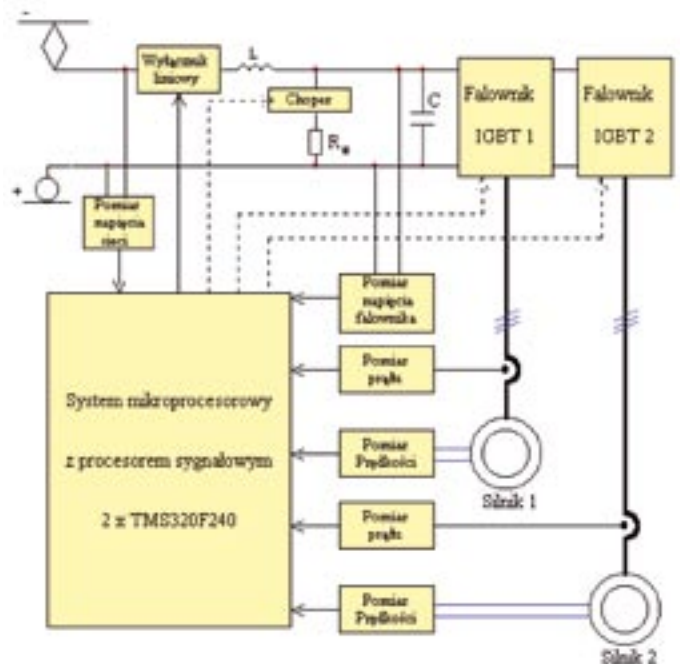 -
Wyłącznik
liniowy
L
Choper
R
C
Falownik
IGBT 1
Falownik
IGBT 2
+
Pomiar
napięcia
sieci
Pomiar
napięcia
falownika
System mikroprocesorowy
z procesorem sygnałowym
2 x TMS320F240
Pomiar
prądu
Pomiar
Prędkości
Silnik 1
Pomiar
prądu
Pomiar
Prędkości
Silnik 2